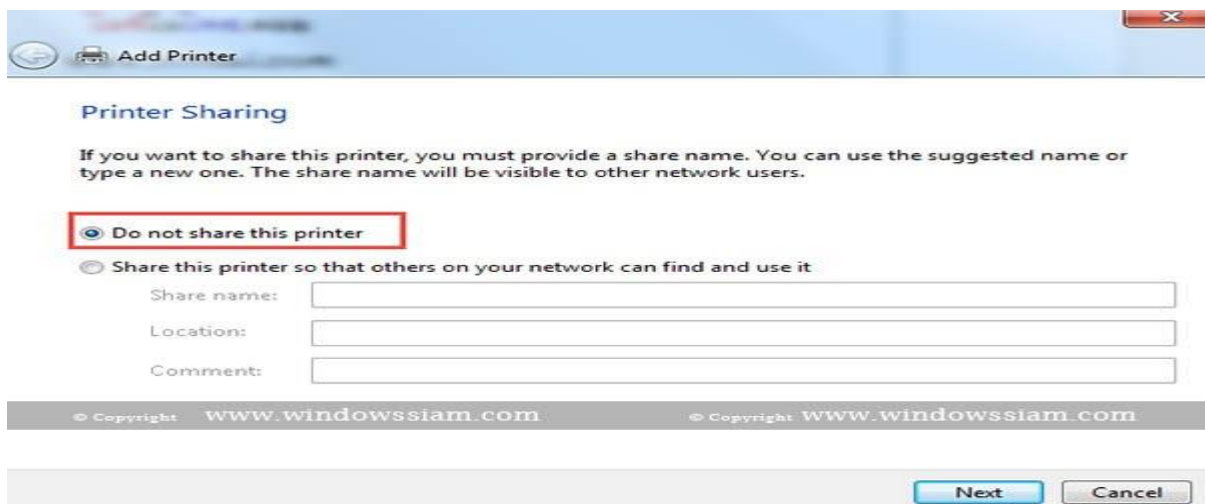 Add Printer
Printer Sharing
If you want to share this printer, you must provide a share name. You can use the suggested name or
type a new one. The share name will be visible to other network users.
Do not share this printer
Share this printer so that others on your network can find and use it
Share name:
Location:
Comment:
© Copyright www.windowssiam.com © Copyright www.windowssiam.com
Next Cancel